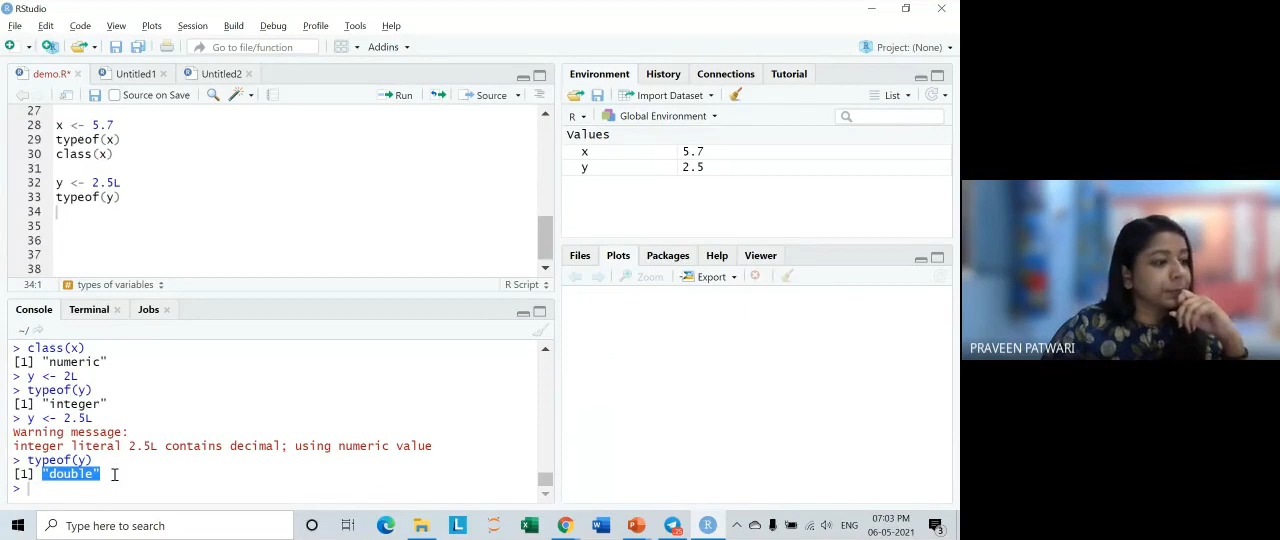 RStudio
File Edit Code View Plots Session Build Debug Profile Tools Help
Go to file/function Addins Project: (None)
demo.R* Untitled1 Untitled2
Source on Save Run Source
27
28 x <- 5.7
29 typeof(x)
30 class(x)
31
32 y <- 2.5L
33 typeof(y)
34
35
36
37
38
34:1 # types of variables R Script
Console Terminal Jobs
~/
> class(x)
[1] "numeric"
> y <- 2L
> typeof(y)
[1] "integer"
> y <- 2.5L
Warning message:
integer literal 2.5L contains decimal; using numeric value
> typeof(y)
[1] "double"
>
Environment History Connections Tutorial
Import Dataset List
R Global Environment
Values
x 5.7
y 2.5
Files Plots Packages Help Viewer
Zoom Export
PRAVEEN PATWARI
Type here to search
ENG
07:03 PM
06-05-2021
3